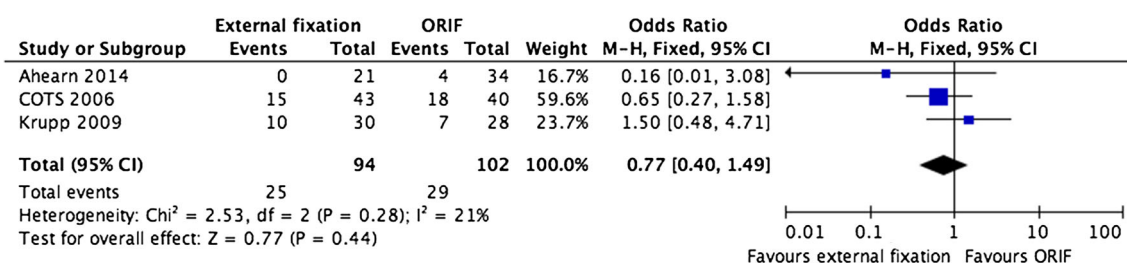 External fixation ORIF Odds Ratio Odds Ratio
Study or Subgroup Events Total Events Total Weight M-H, Fixed, 95% CI M-H, Fixed, 95% CI
Ahearn 2014 0 21 4 34 16.7% 0.16 [0.01, 3.08]
COTS 2006 15 43 18 40 59.6% 0.65 [0.27, 1.58]
Krupp 2009 10 30 7 28 23.7% 1.50 [0.48, 4.71]
Total (95% CI) 94 102 100.0% 0.77 [0.40, 1.49]
Total events 25 29
Heterogeneity: Chi² = 2.53, df = 2 (P = 0.28); I² = 21%
Test for overall effect: Z = 0.77 (P = 0.44)
0.01 0.1 1 10 100
Favours external fixation Favours ORIF